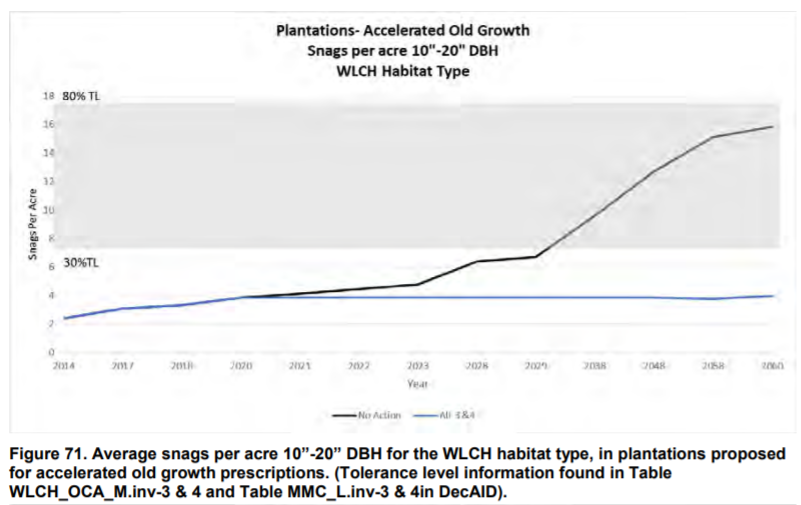 Plantations- Accelerated Old Growth
Snags per acre 10"-20" DBH
WLCH Habitat Type
18 80% TL
16
14
12
10
8
30%TL
6
4
2
0
Snags Per Acre
2014 2017 2018 2020 2021 2022 2023 2028 2029 2038 2048 2058 2060
Year
No Action Alt 3&4
Figure 71. Average snags per acre 10”-20” DBH for the WLCH habitat type, in plantations proposed
for accelerated old growth prescriptions. (Tolerance level information found in Table
WLCH_OCA_M.inv-3 & 4 and Table MMC_L.inv-3 & 4in DecAID).